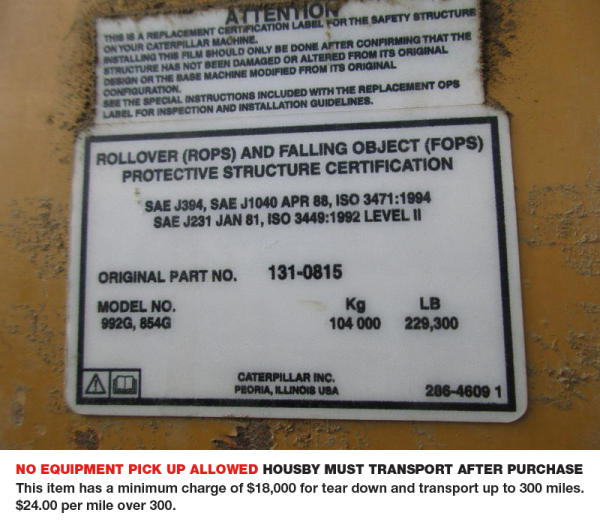 ATTENTION
THIS IS A REPLACEMENT CERTIFICATION LABEL FOR THE SAFETY STRUCTURE
ON YOUR CATERPILLAR MACHINE.
INSTALLING THIS FILM SHOULD ONLY BE DONE AFTER CONFIRMING THAT THE
STRUCTURE HAS NOT BEEN DAMAGED OR ALTERED FROM ITS ORIGINAL
DESIGN OR THE BASE MACHINE MODIFIED FROM ITS ORIGINAL
CONFIGURATION.
SEE THE SPECIAL INSTRUCTIONS INCLUDED WITH THE REPLACEMENT OPS
LABEL FOR INSPECTION AND INSTALLATION GUIDELINES.
ROLLOVER (ROPS) AND FALLING OBJECT (FOPS)
PROTECTIVE STRUCTURE CERTIFICATION
SAE J394, SAE J1040 APR 88, ISO 3471:1994
SAE J231 JAN 81, ISO 3449:1992 LEVEL II
ORIGINAL PART NO. 131-0815
MODEL NO. Kg LB
992G, 854G 104 000 229,300
CATERPILLAR INC.
PEORIA, ILLINOIS USA 286-4609 1
NO EQUIPMENT PICK UP ALLOWED HOUSBY MUST TRANSPORT AFTER PURCHASE
This item has a minimum charge of $18,000 for tear down and transport up to 300 miles.
$24.00 per mile over 300.